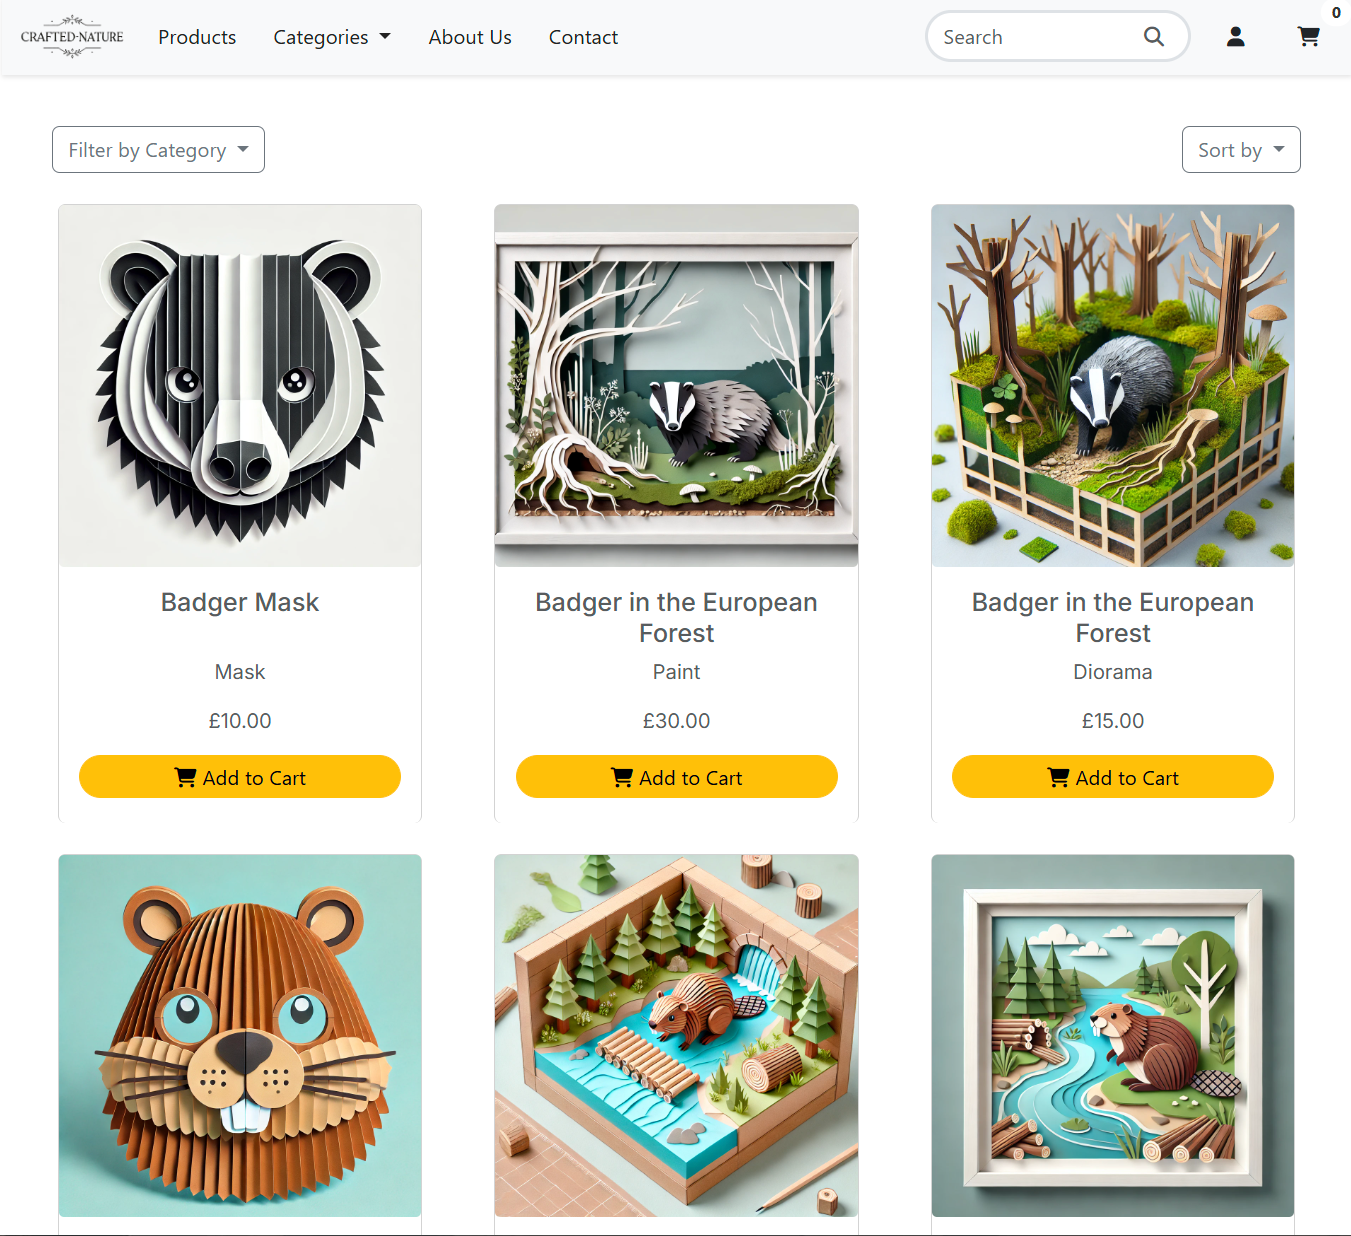 CRAFTED·NATURE
Products
Categories
About Us
Contact
Search
0
Filter by Category
Sort by
Badger Mask
Mask
£10.00
Add to Cart
Badger in the European
Forest
Paint
£30.00
Add to Cart
Badger in the European
Forest
Diorama
£15.00
Add to Cart